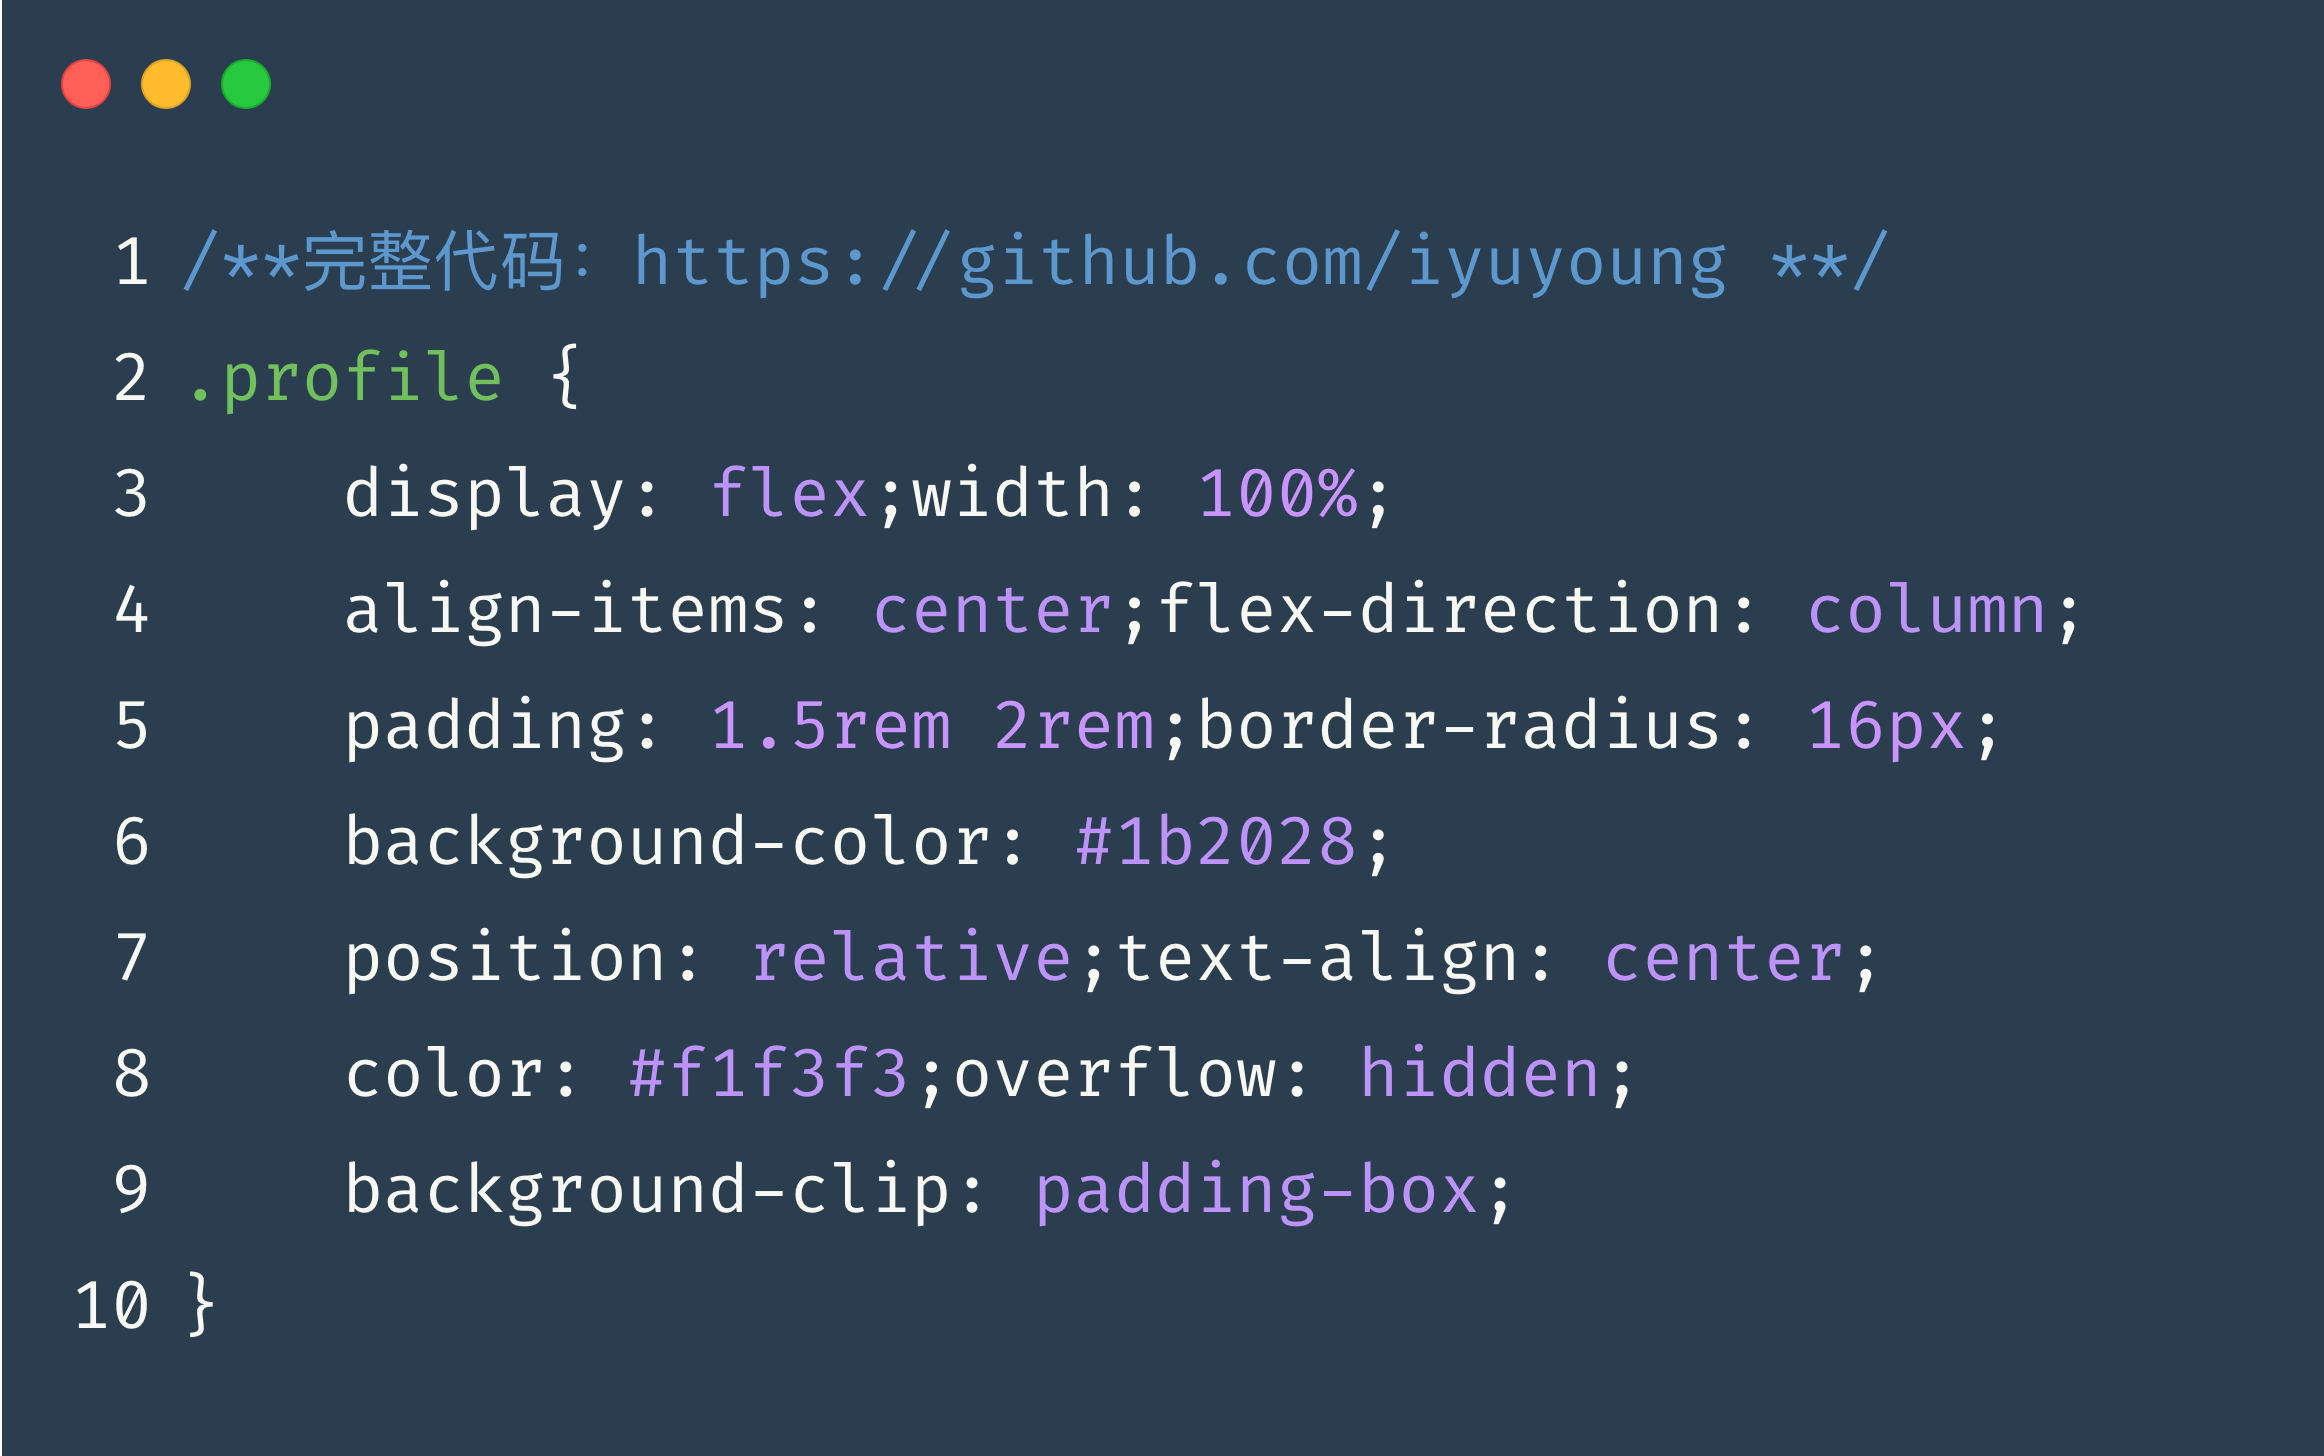 1 /**完整代码：https://github.com/iyuyoung **/
2 .profile {
3     display: flex;width: 100%;
4     align-items: center;flex-direction: column;
5     padding: 1.5rem 2rem;border-radius: 16px;
6     background-color: #1b2028;
7     position: relative;text-align: center;
8     color: #f1f3f3;overflow: hidden;
9     background-clip: padding-box;
10 }